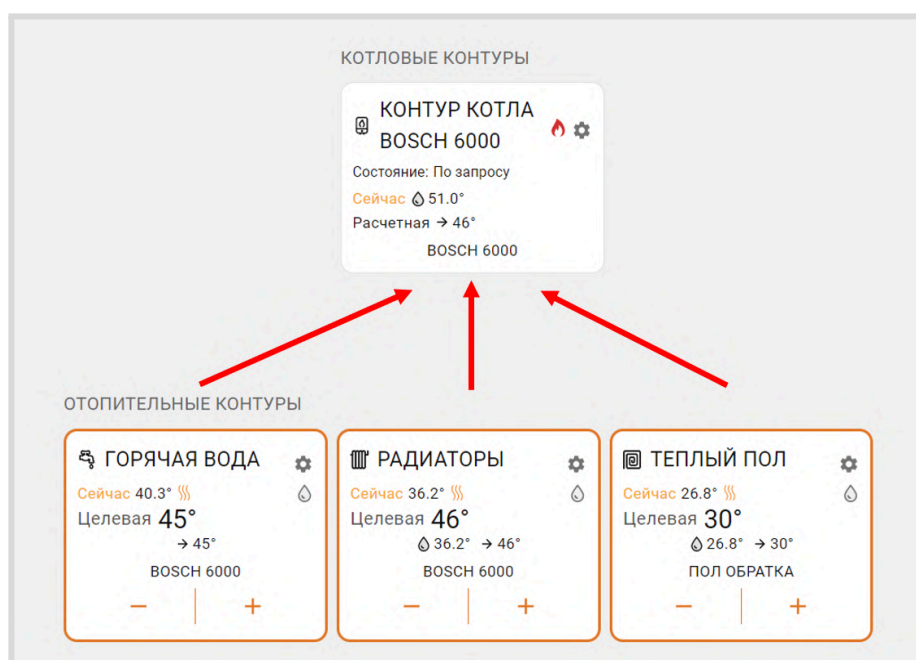 КОТЛОВЫЕ КОНТУРЫ
КОНТУР КОТЛА
BOSCH 6000
Состояние: По запросу
Сейчас 51.0°
Расчетная → 46°
BOSCH 6000
ОТОПИТЕЛЬНЫЕ КОНТУРЫ
ГОРЯЧАЯ ВОДА
Сейчас 40.3°
Целевая 45°
→ 45°
BOSCH 6000
− +
РАДИАТОРЫ
Сейчас 36.2°
Целевая 46°
36.2° → 46°
BOSCH 6000
− +
ТЕПЛЫЙ ПОЛ
Сейчас 26.8°
Целевая 30°
26.8° → 30°
ПОЛ ОБРАТКА
− +